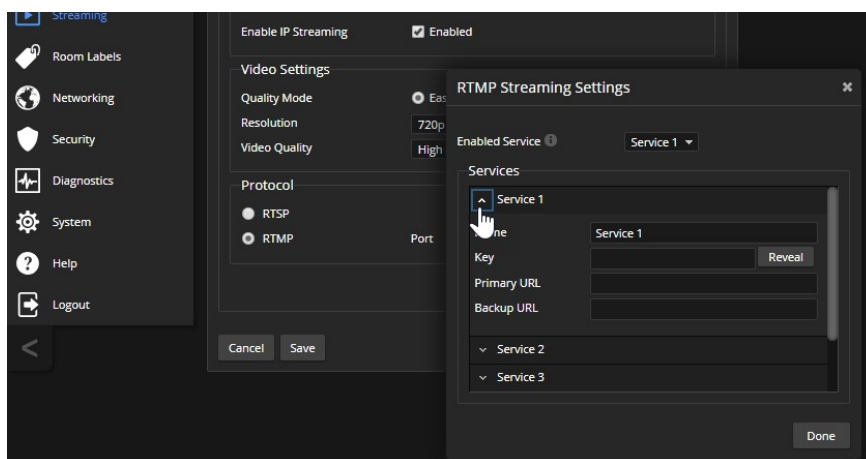 Streaming
Room Labels
Networking
Security
Diagnostics
System
Help
Logout
Enable IP Streaming Enabled
Video Settings
Quality Mode
Resolution 720p
Video Quality High
Protocol
RTSP
RTMP Port
Cancel Save
RTMP Streaming Settings
Enabled Service Service 1
Services
Service 1
Service 1
Key Reveal
Primary URL
Backup URL
Service 2
Service 3
Done